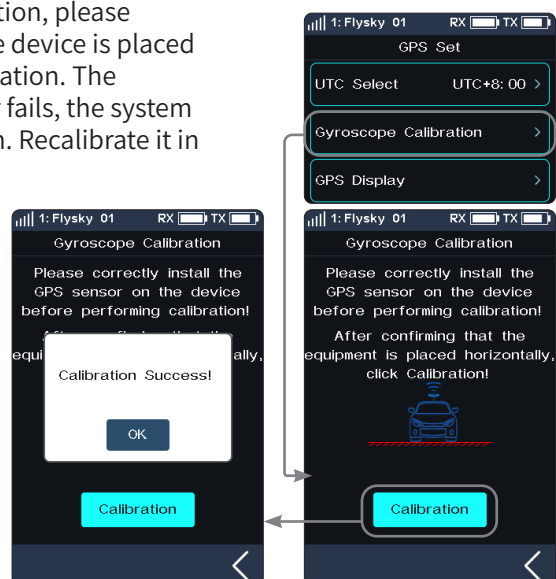 tion, please
e device is placed
ation. The
fails, the system
n. Recalibrate it in
1: Flysky 01 RX TX
GPS Set
UTC Select UTC+8: 00 >
Gyroscope Calibration >
GPS Display >
1: Flysky 01 RX TX
Gyroscope Calibration
Please correctly install the
GPS sensor on the device
before performing calibration!
equi ally,
Calibration Success!
OK
Calibration
1: Flysky 01 RX TX
Gyroscope Calibration
Please correctly install the
GPS sensor on the device
before performing calibration!
After confirming that the
equipment is placed horizontally,
click Calibration!
Calibration